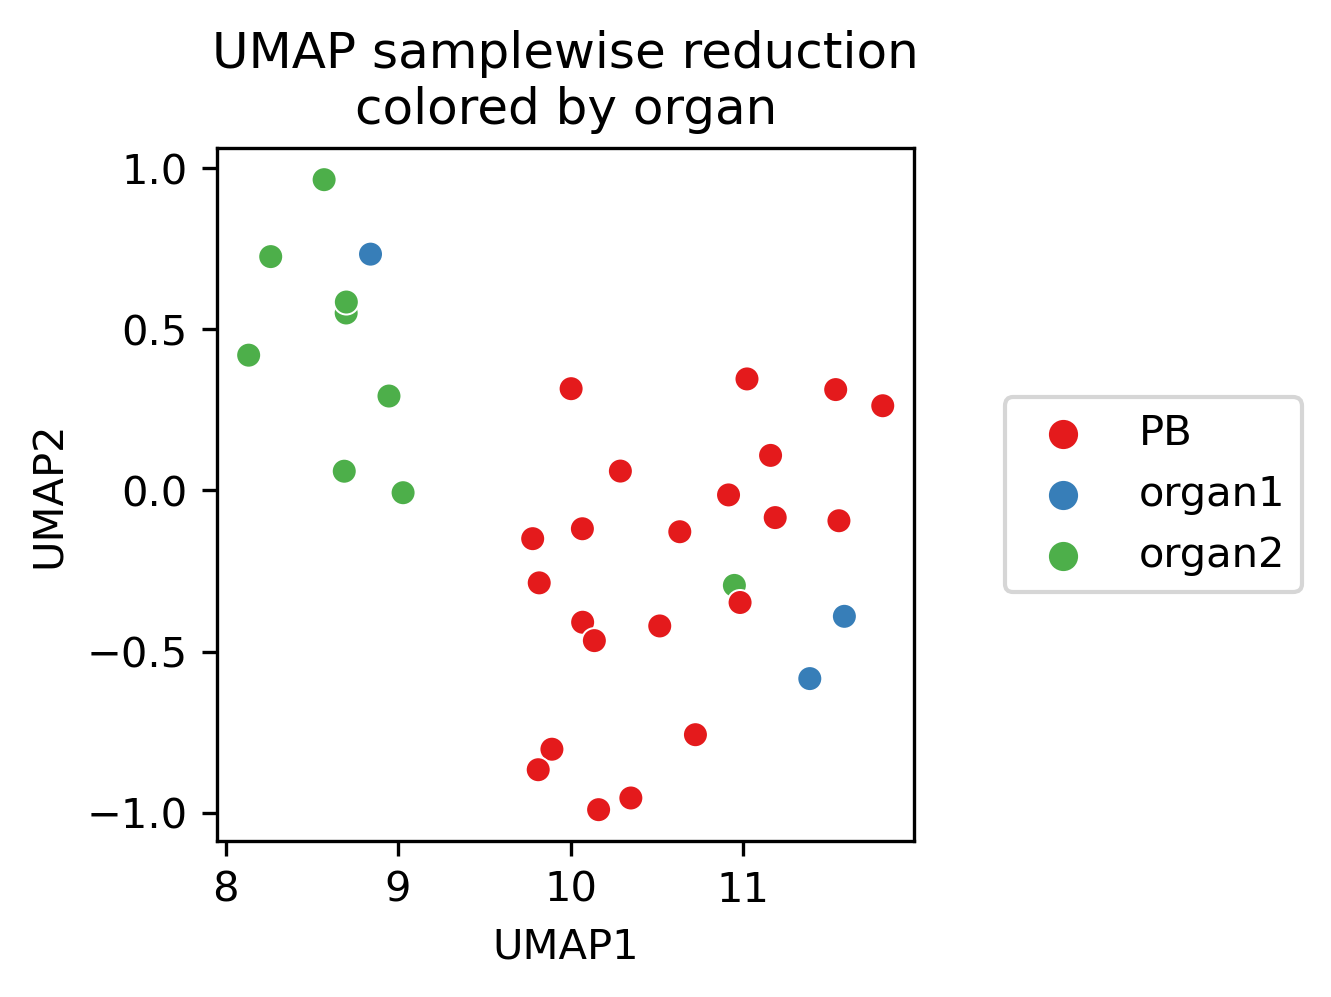 UMAP samplewise reduction
colored by organ
1.0
0.5
0.0
−0.5
−1.0
UMAP2
8 9 10 11
UMAP1
PB
organ1
organ2